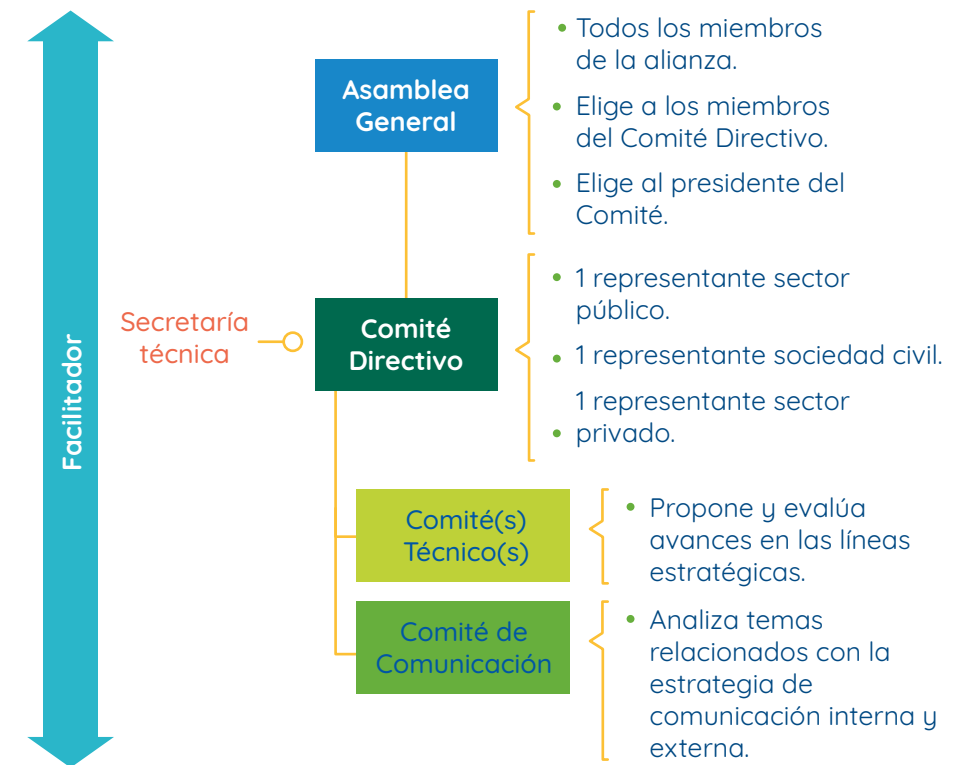 Facilitador
Asamblea
General
Todos los miembros
de la alianza.
Elige a los miembros
del Comité Directivo.
Elige al presidente del
Comité.
Secretaría
técnica
Comité
Directivo
1 representante sector
público.
1 representante sociedad civil.
1 representante sector
privado.
Comité(s)
Técnico(s)
Propone y evalúa
avances en las líneas
estratégicas.
Comité de
Comunicación
Analiza temas
relacionados con la
estrategia de
comunicación interna y
externa.